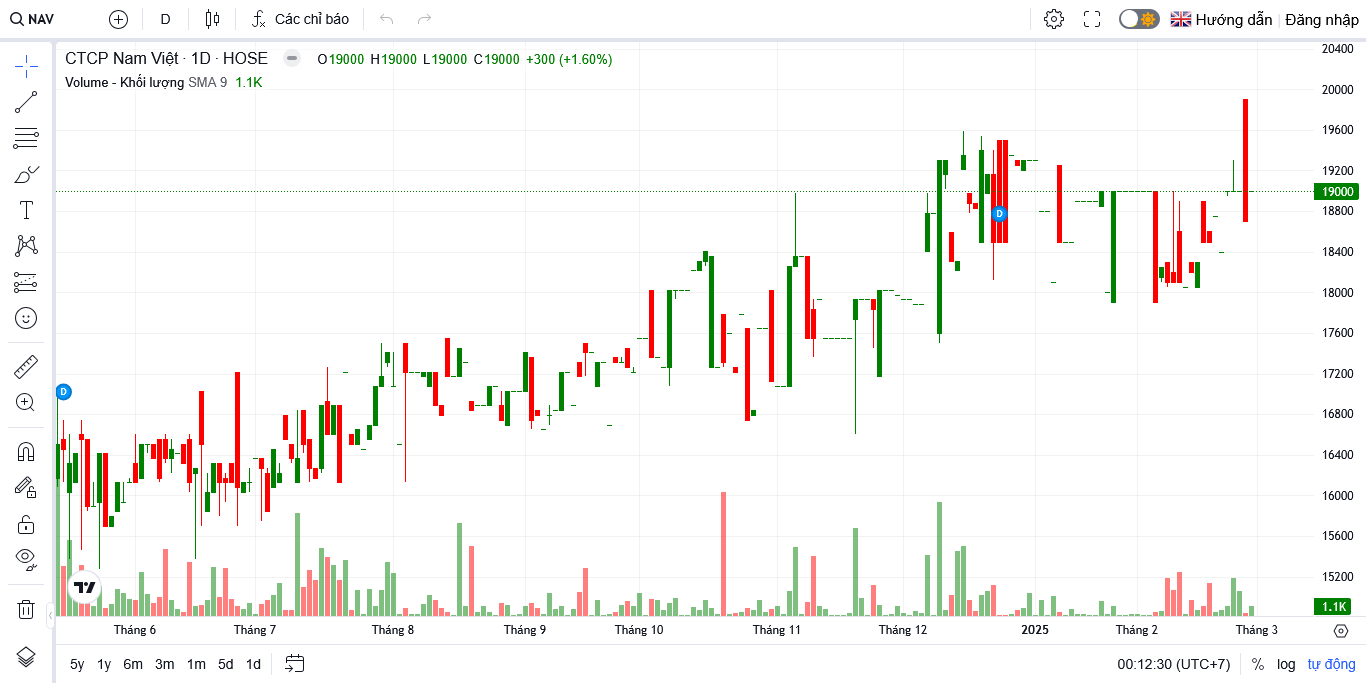 NAV D Các chỉ báo Hướng dẫn Đăng nhập
CTCP Nam Việt · 1D · HOSE O19000 H19000 L19000 C19000 +300 (+1.60%)
Volume - Khối lượng SMA 9 1.1K
20400
20000
19600
19200
19000
18800
18400
18000
17600
17200
16800
16400
16000
15600
15200
1.1K
D
D
Tháng 6 Tháng 7 Tháng 8 Tháng 9 Tháng 10 Tháng 11 Tháng 12 2025 Tháng 2 Tháng 3
5y 1y 6m 3m 1m 5d 1d 00:12:30 (UTC+7) % log tự động